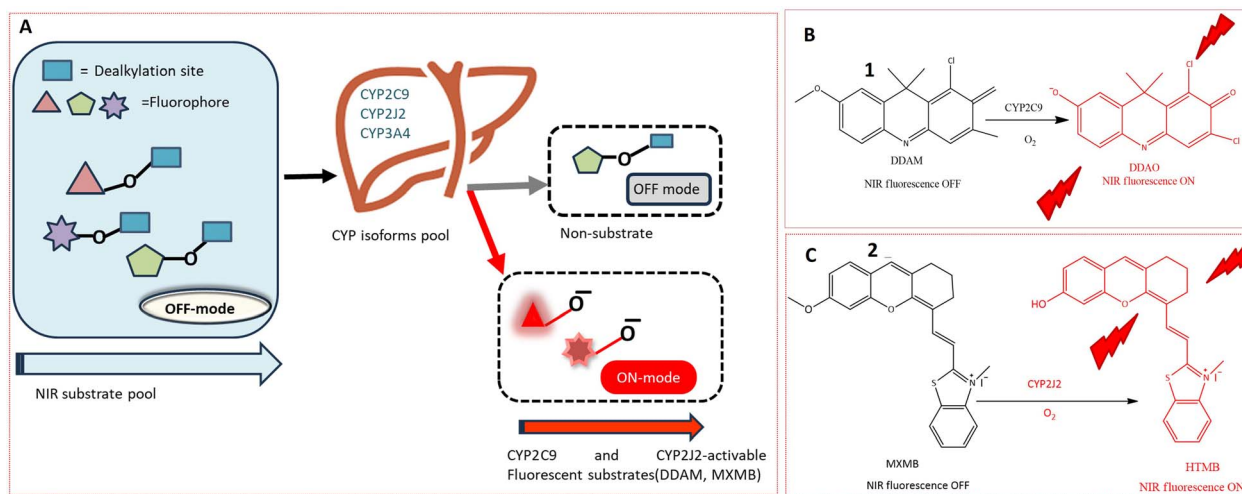 A
= Dealkylation site
=Fluorophore
O
O
O
OFF-mode
NIR substrate pool
CYP2C9
CYP2J2
CYP3A4
CYP isoforms pool
O
OFF mode
Non-substrate
O
O
ON-mode
CYP2C9 and CYP2J2-activable
Fluorescent substrates(DDAM, MXMB)
B
1
Cl
O
N
DDAM
NIR fluorescence OFF
CYP2C9
O2
Cl
-O
O
N
Cl
DDAO
NIR fluorescence ON
C
2
O
O
S
N+
I-
MXMB
NIR fluorescence OFF
CYP2J2
O2
HO
O
S
N+
I-
HTMB
NIR fluorescence ON